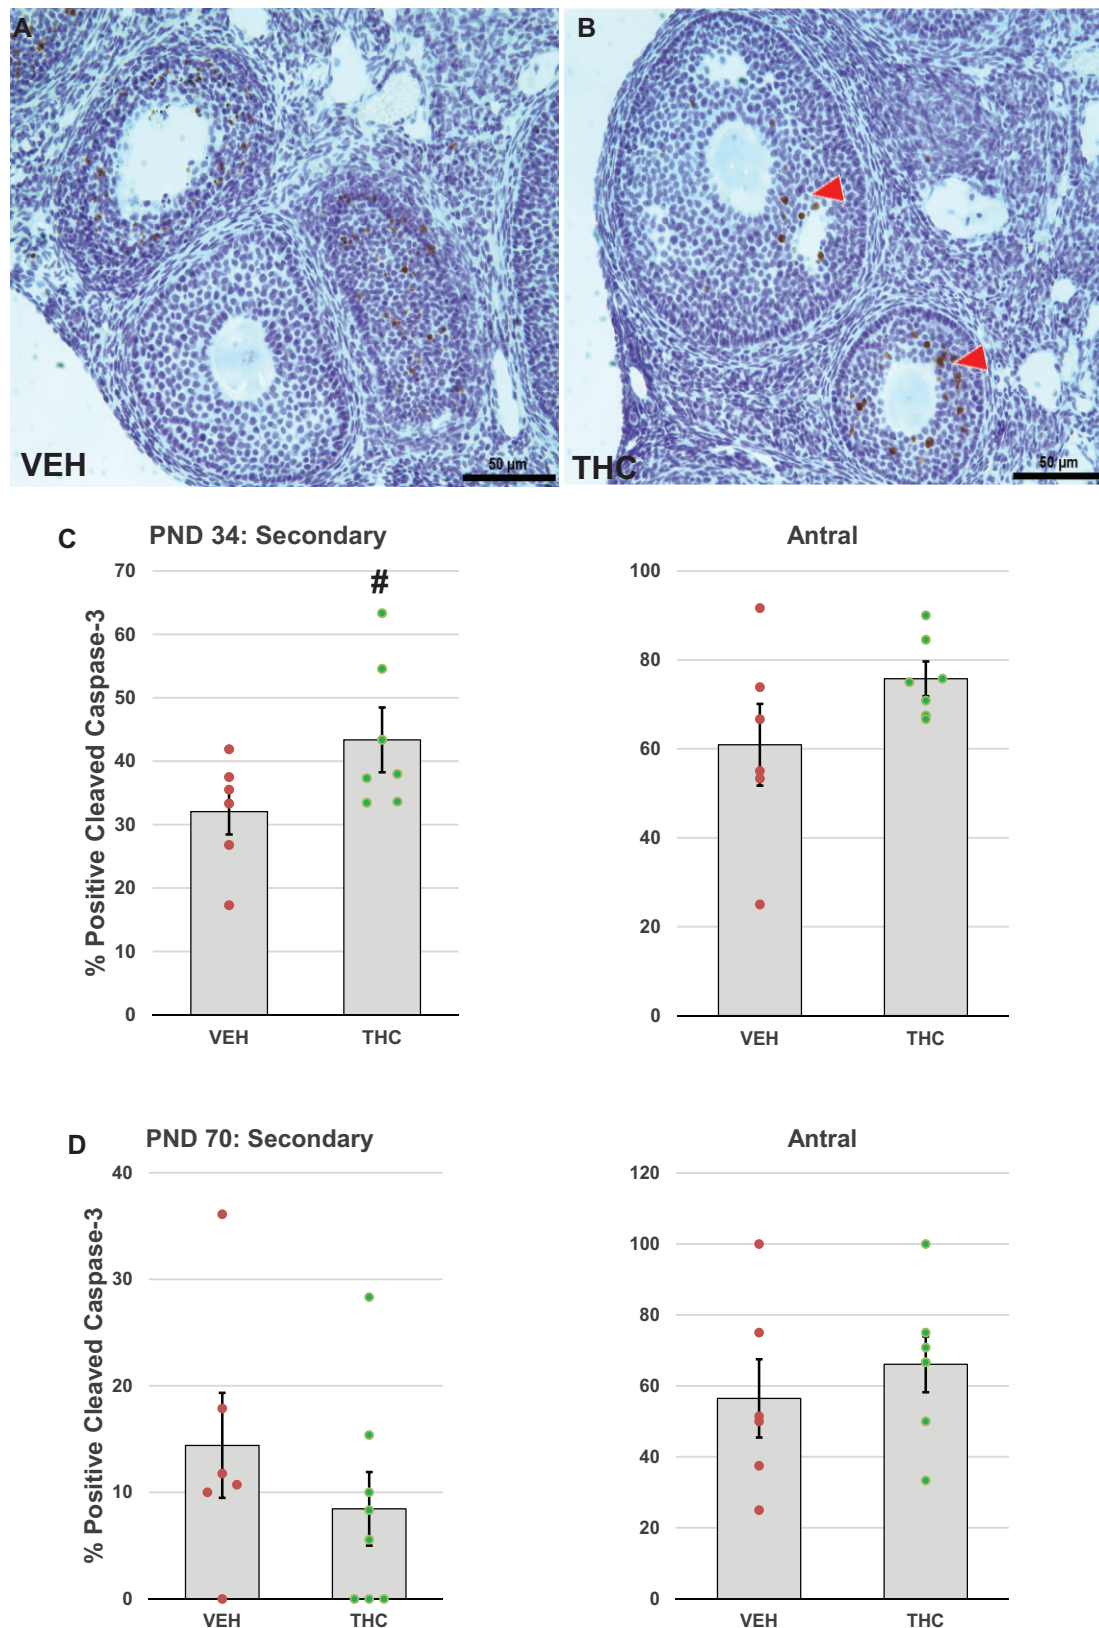 A
B
VEH
50 µm
THC
50 µm
C
PND 34: Secondary
Antral
#
% Positive Cleaved Caspase-3
70
60
50
40
30
20
10
0
VEH
THC
100
80
60
40
20
0
VEH
THC
D
PND 70: Secondary
Antral
% Positive Cleaved Caspase-3
40
30
20
10
0
VEH
THC
120
100
80
60
40
20
0
VEH
THC